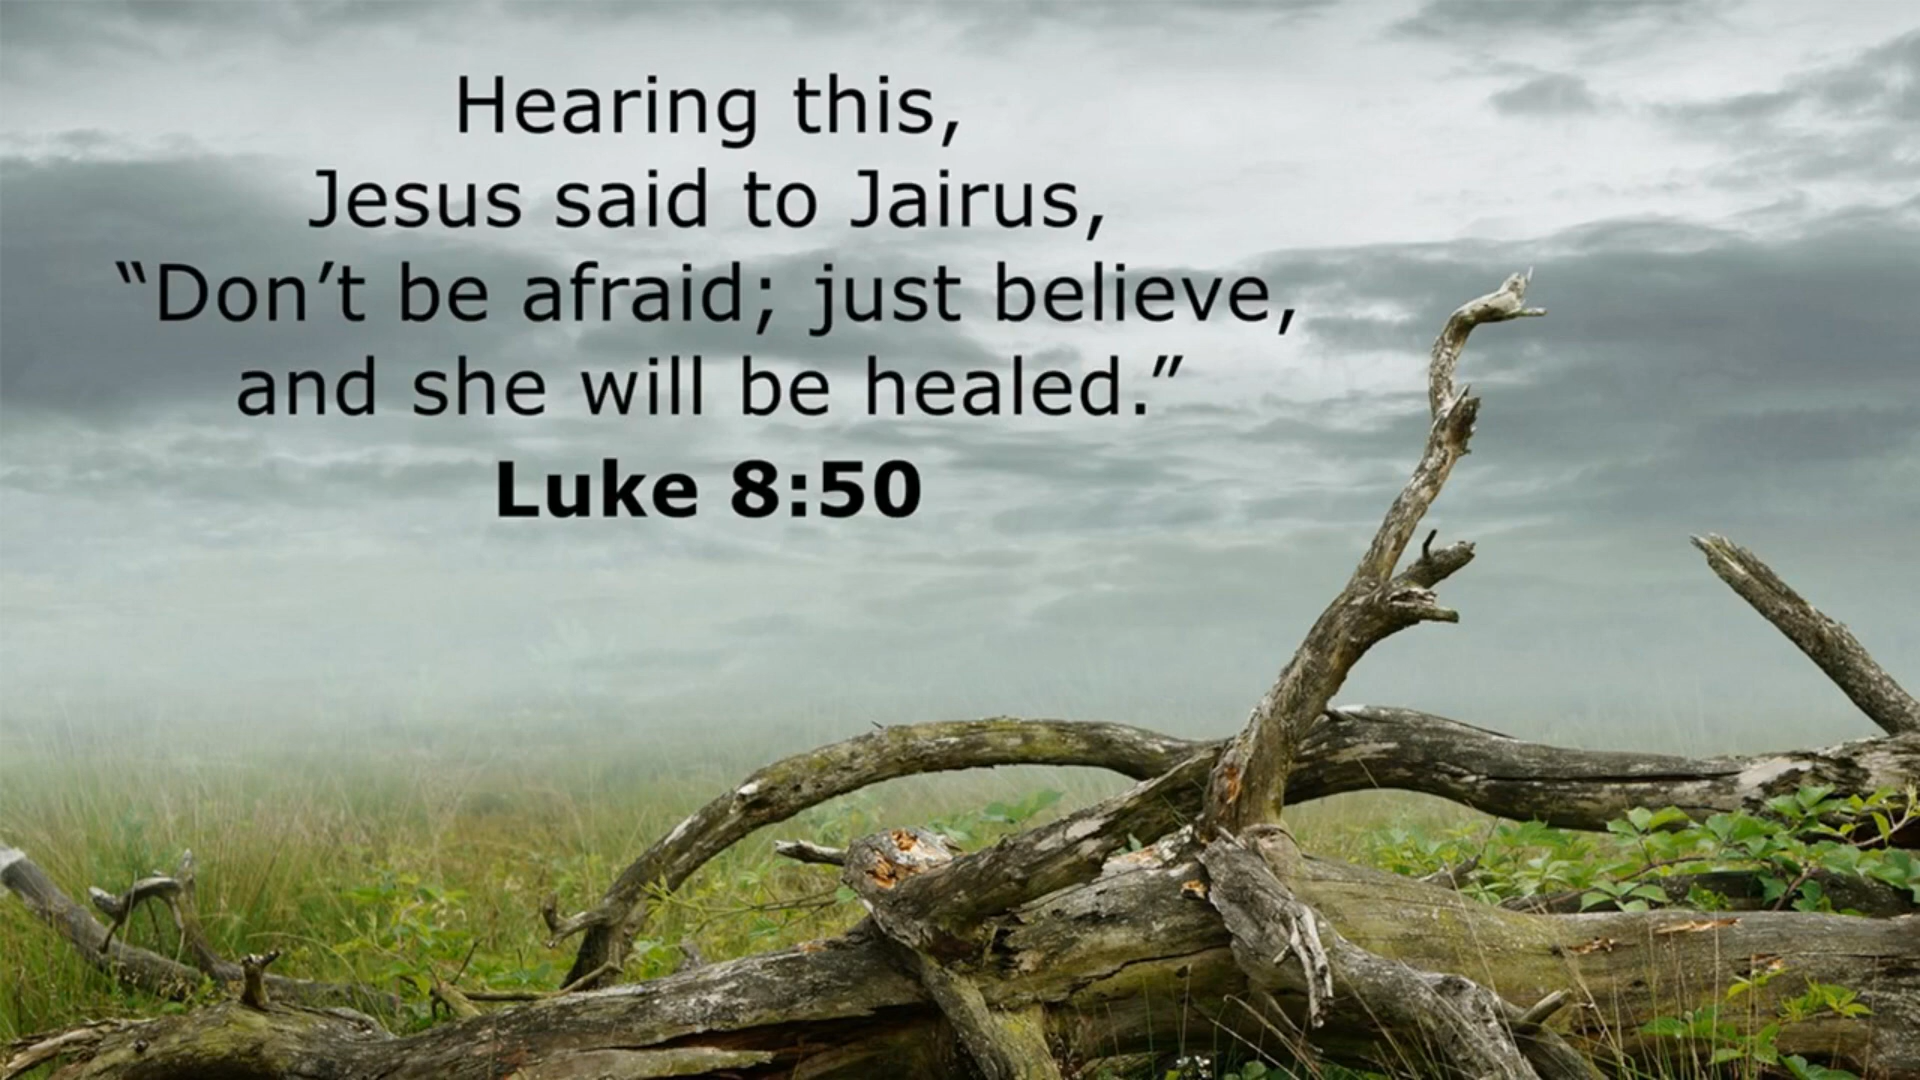 Hearing this,
Jesus said to Jairus,
“Don’t be afraid; just believe,
and she will be healed.”
Luke 8:50